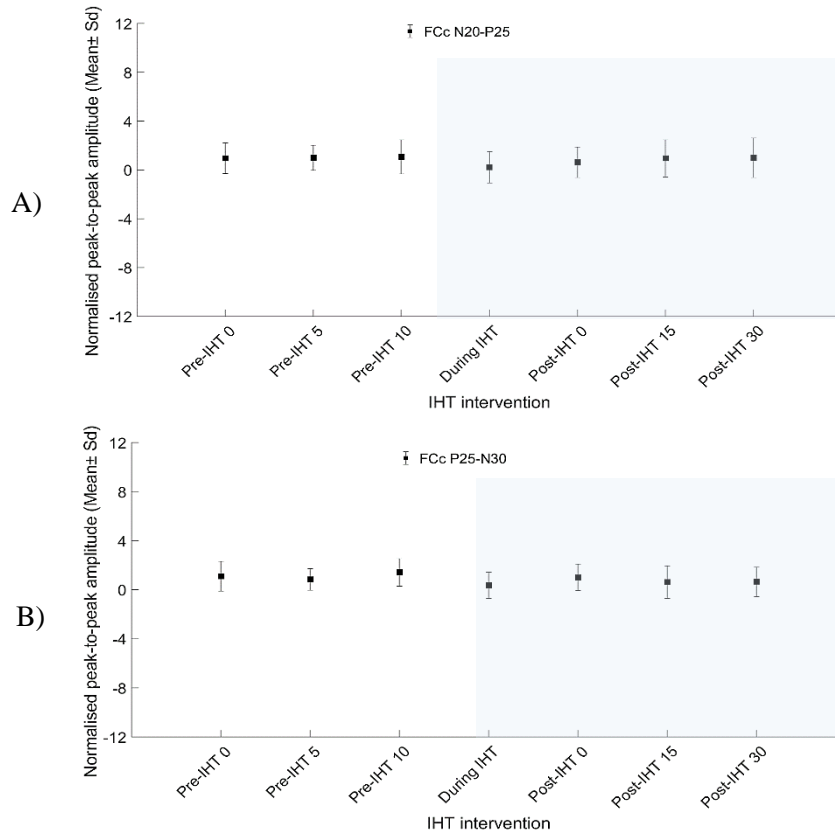 A)
Normalised peak-to-peak amplitude (Mean± Sd)
12
8
4
0
-4
-8
-12
FCc N20-P25
Pre-IHT 0
Pre-IHT 5
Pre-IHT 10
During IHT
Post-IHT 0
Post-IHT 15
Post-IHT 30
IHT intervention
B)
Normalised peak-to-peak amplitude (Mean± Sd)
12
8
4
0
-4
-8
-12
FCc P25-N30
Pre-IHT 0
Pre-IHT 5
Pre-IHT 10
During IHT
Post-IHT 0
Post-IHT 15
Post-IHT 30
IHT intervention